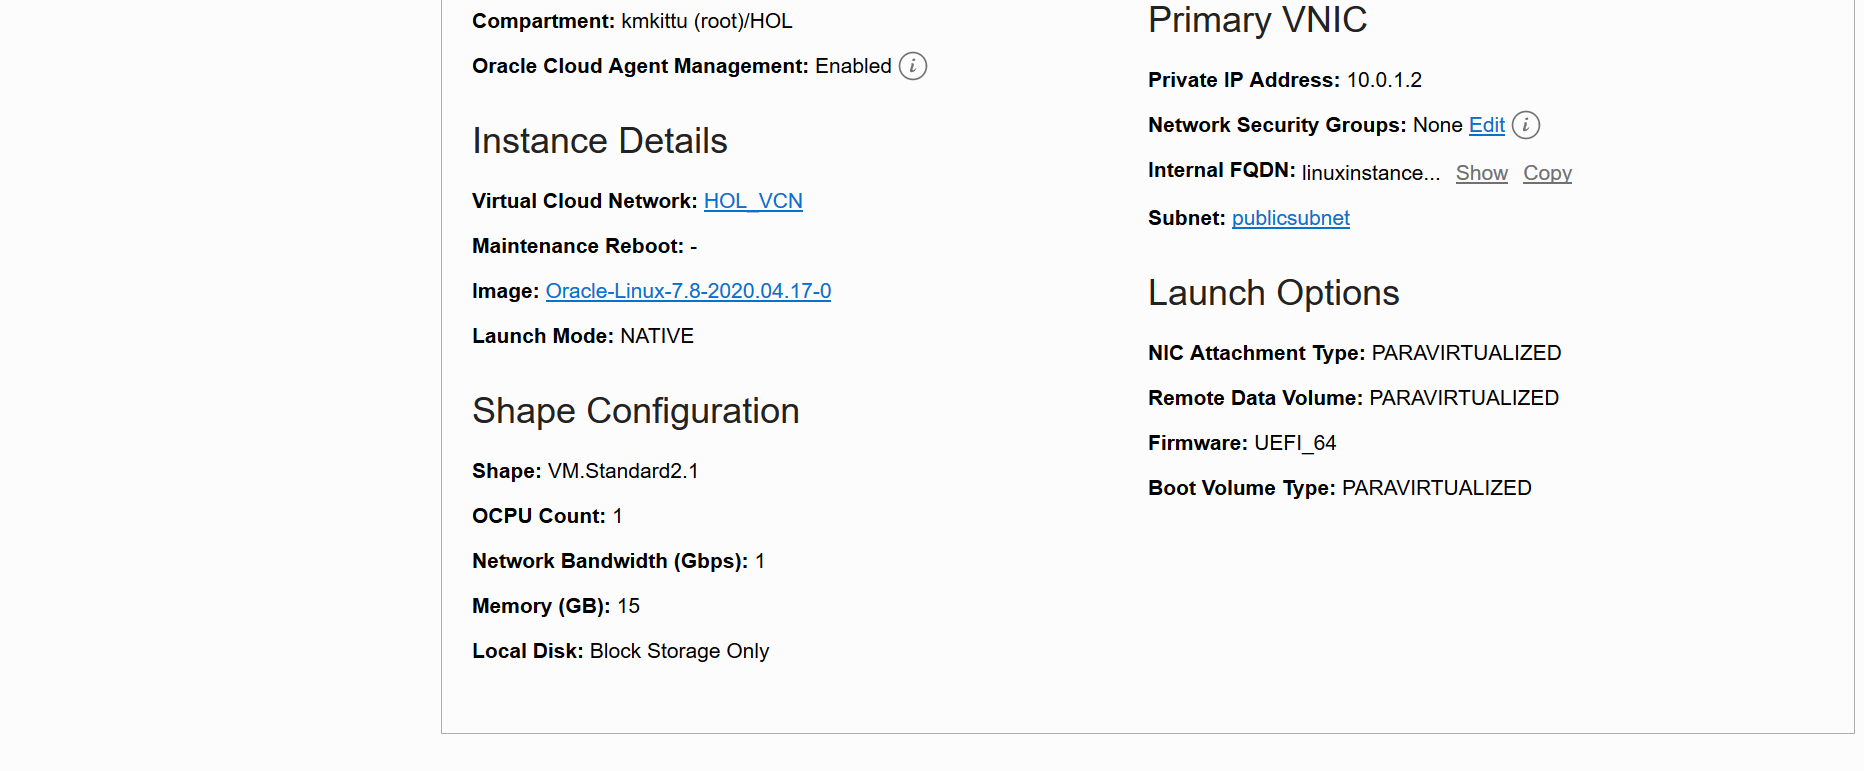 Compartment: kmkittu (root)/HOL
Oracle Cloud Agent Management: Enabled i
Instance Details
Virtual Cloud Network: HOL_VCN
Maintenance Reboot: -
Image: Oracle-Linux-7.8-2020.04.17-0
Launch Mode: NATIVE
Shape Configuration
Shape: VM.Standard2.1
OCPU Count: 1
Network Bandwidth (Gbps): 1
Memory (GB): 15
Local Disk: Block Storage Only
Primary VNIC
Private IP Address: 10.0.1.2
Network Security Groups: None Edit i
Internal FQDN: linuxinstance... Show Copy
Subnet: publicsubnet
Launch Options
NIC Attachment Type: PARAVIRTUALIZED
Remote Data Volume: PARAVIRTUALIZED
Firmware: UEFI_64
Boot Volume Type: PARAVIRTUALIZED